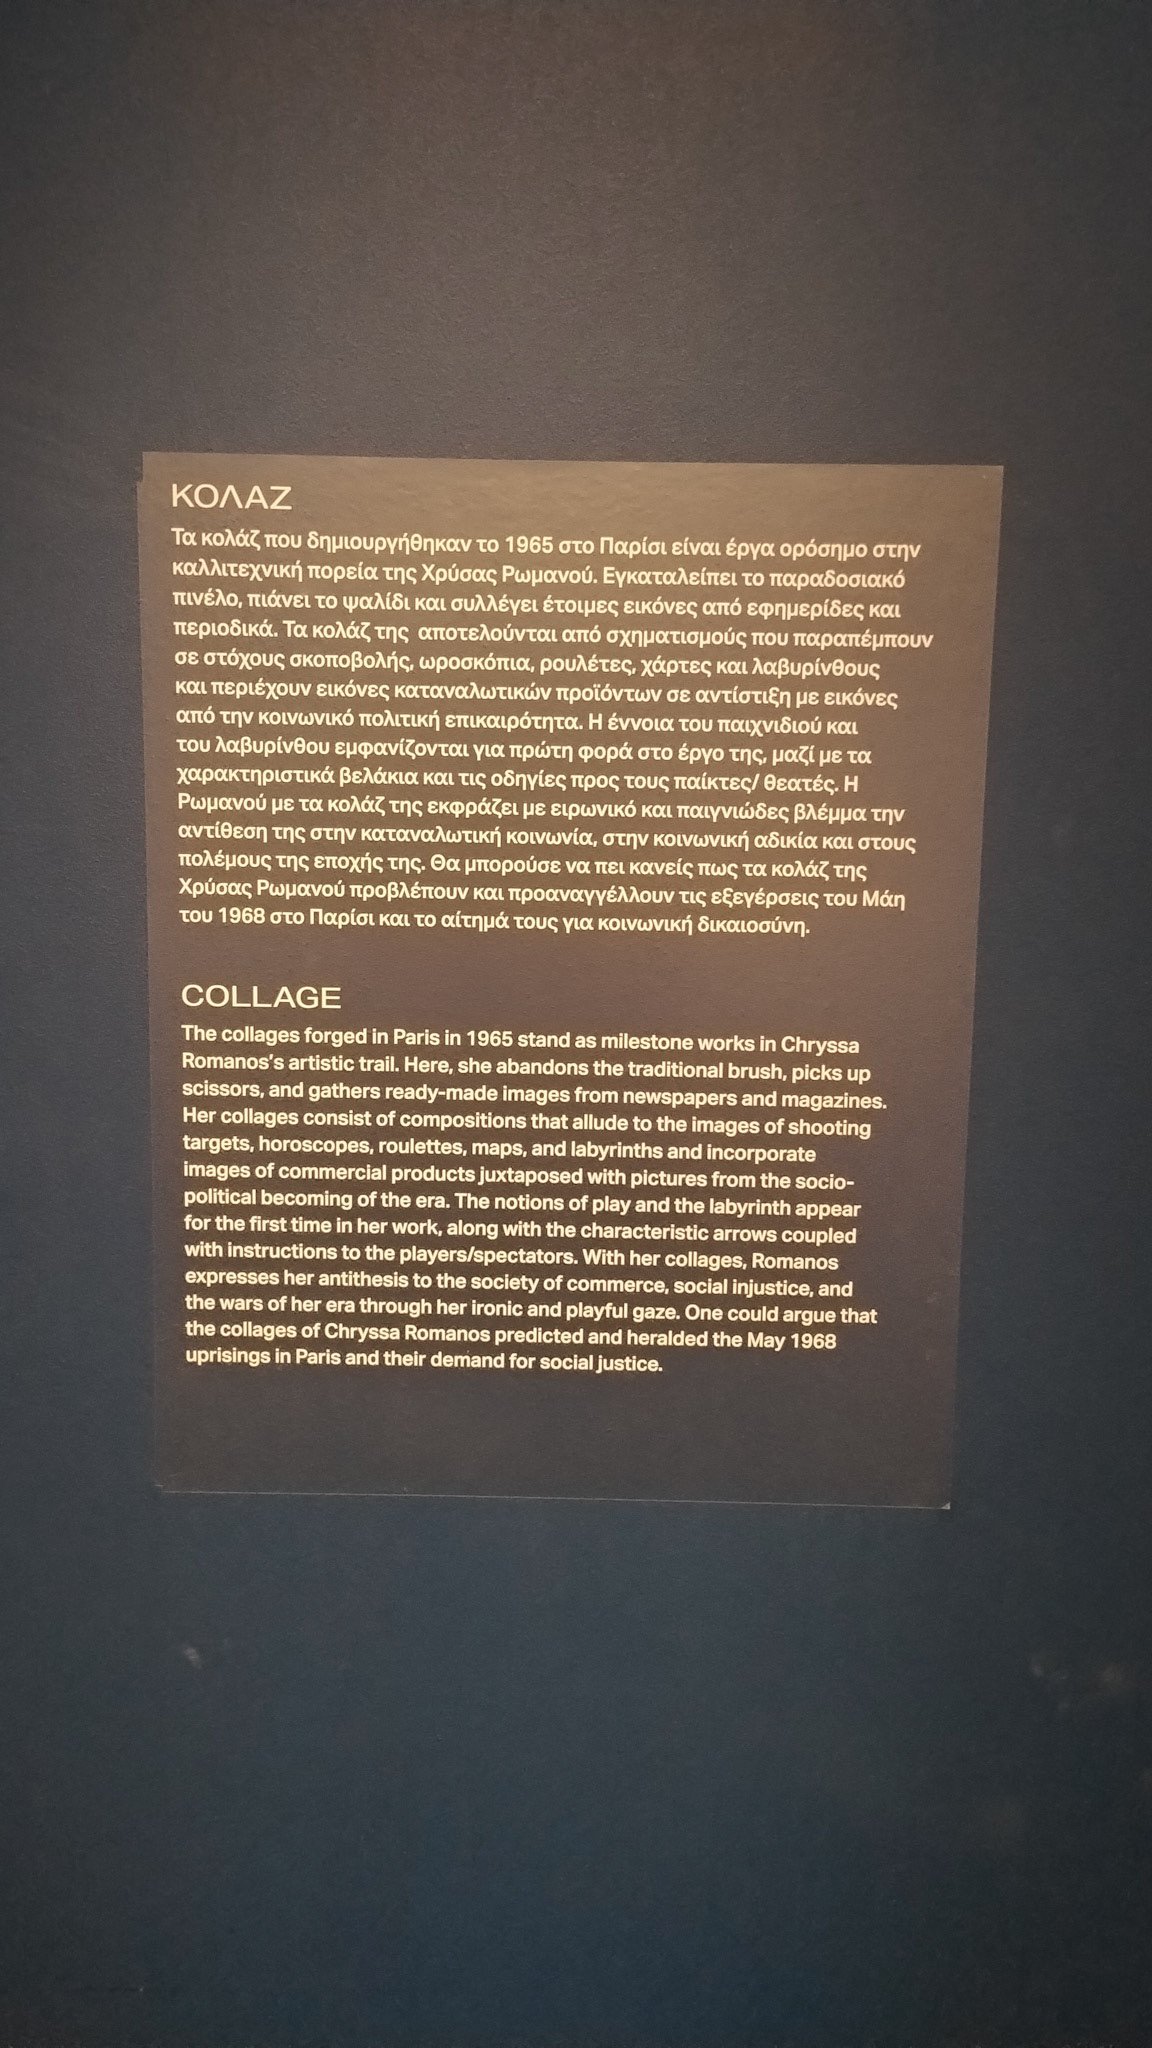 ΚΟΛΑΖ
Τα κολάζ που δημιουργήθηκαν το 1965 στο Παρίσι είναι έργα ορόσημο στην
καλλιτεχνική πορεία της Χρύσας Ρωμανού. Εγκαταλείπει το παραδοσιακό
πινέλο, πιάνει το ψαλίδι και συλλέγει έτοιμες εικόνες από εφημερίδες και
περιοδικά. Τα κολάζ της αποτελούνται από σχηματισμούς που παραπέμπουν
σε στόχους σκοποβολής, ωροσκόπια, ρουλέτες, χάρτες και λαβυρίνθους
και περιέχουν εικόνες καταναλωτικών προϊόντων σε αντίστιξη με εικόνες
από την κοινωνικό πολιτική επικαιρότητα. Η έννοια του παιχνιδιού και
του λαβυρίνθου εμφανίζονται για πρώτη φορά στο έργο της, μαζί με τα
χαρακτηριστικά βελάκια και τις οδηγίες προς τους παίκτες/ θεατές. Η
Ρωμανού με τα κολάζ της εκφράζει με ειρωνικό και παιγνιώδες βλέμμα την
αντίθεση της στην καταναλωτική κοινωνία, στην κοινωνική αδικία και στους
πολέμους της εποχής της. Θα μπορούσε να πει κανείς πως τα κολάζ της
Χρύσας Ρωμανού προβλέπουν και προαναγγέλλουν τις εξεγέρσεις του Μάη
του 1968 στο Παρίσι και το αίτημά τους για κοινωνική δικαιοσύνη.
COLLAGE
The collages forged in Paris in 1965 stand as milestone works in Chryssa
Romanos's artistic trail. Here, she abandons the traditional brush, picks up
scissors, and gathers ready-made images from newspapers and magazines.
Her collages consist of compositions that allude to the images of shooting
targets, horoscopes, roulettes, maps, and labyrinths and incorporate
images of commercial products juxtaposed with pictures from the socio-
political becoming of the era. The notions of play and the labyrinth appear
for the first time in her work, along with the characteristic arrows coupled
with instructions to the players/spectators. With her collages, Romanos
expresses her antithesis to the society of commerce, social injustice, and
the wars of her era through her ironic and playful gaze. One could argue that
the collages of Chryssa Romanos predicted and heralded the May 1968
uprisings in Paris and their demand for social justice.